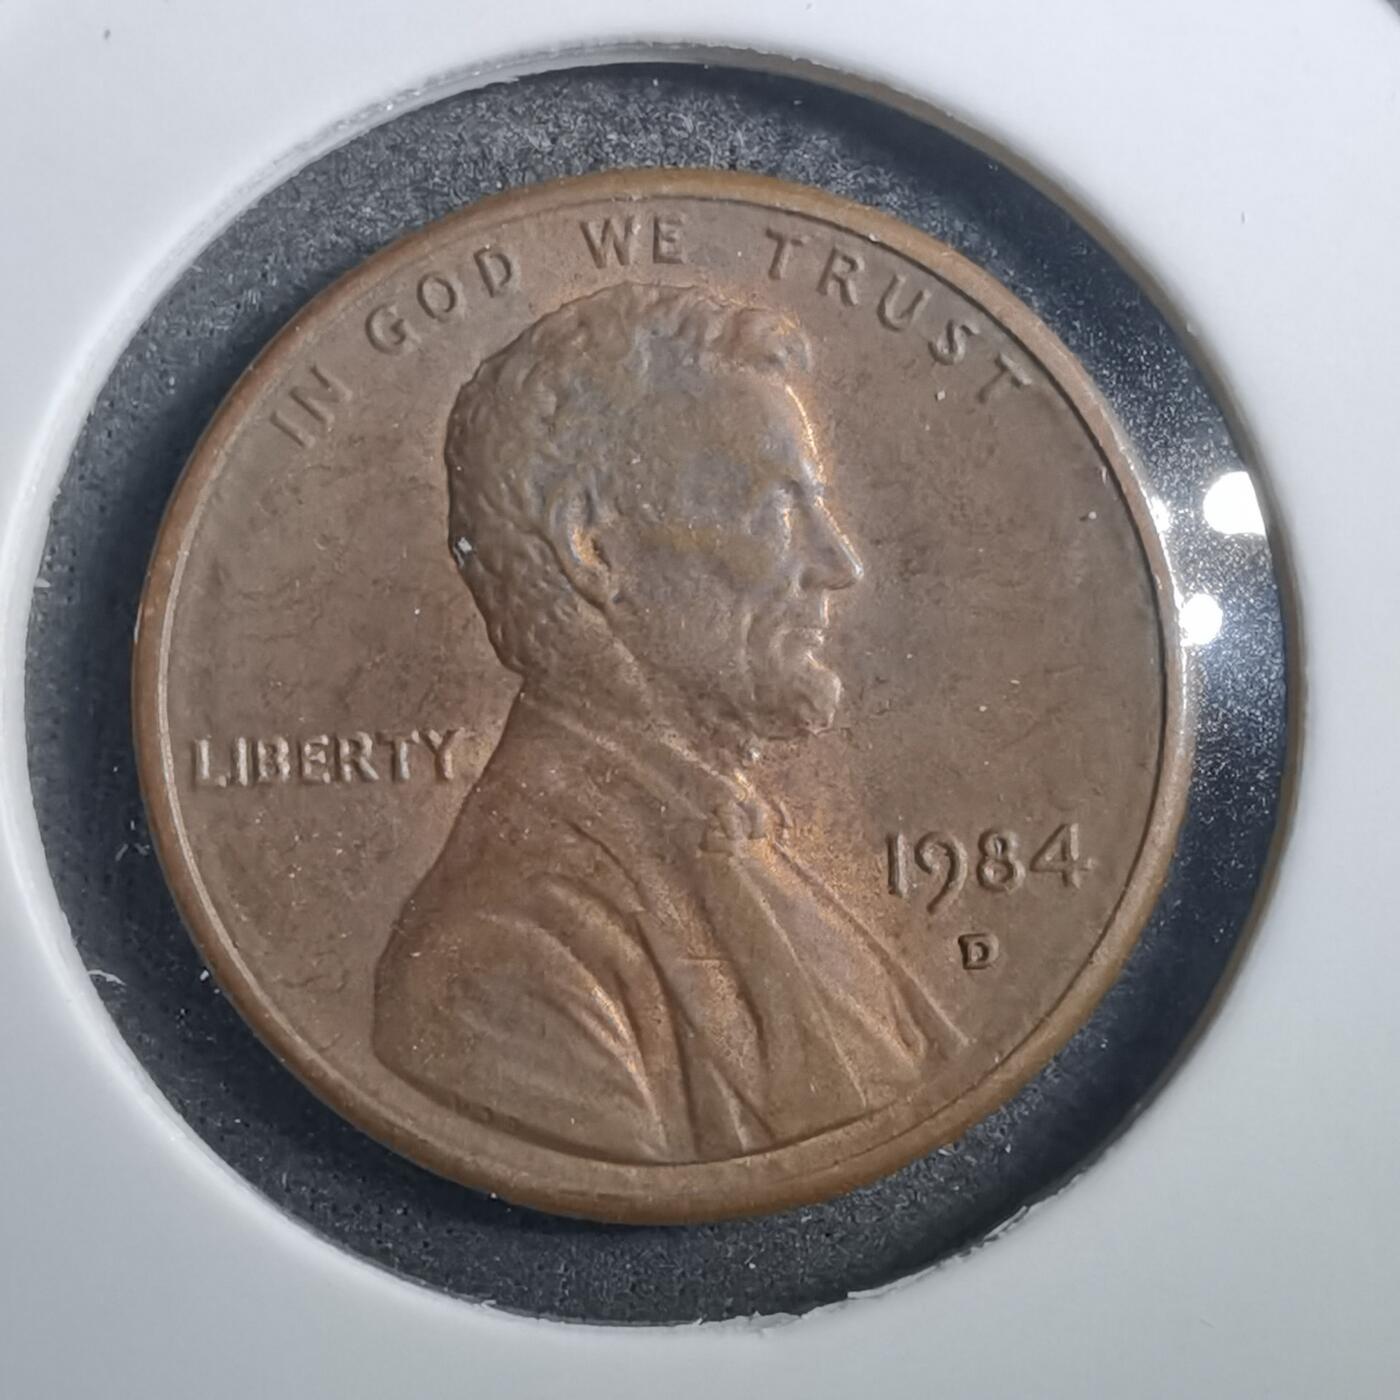 IN GOD WE TRUST
LIBERTY
1984
D